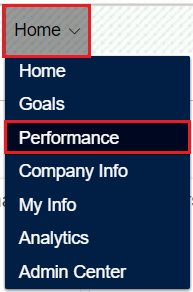 Home
Home
Goals
Performance
Company Info
My Info
Analytics
Admin Center